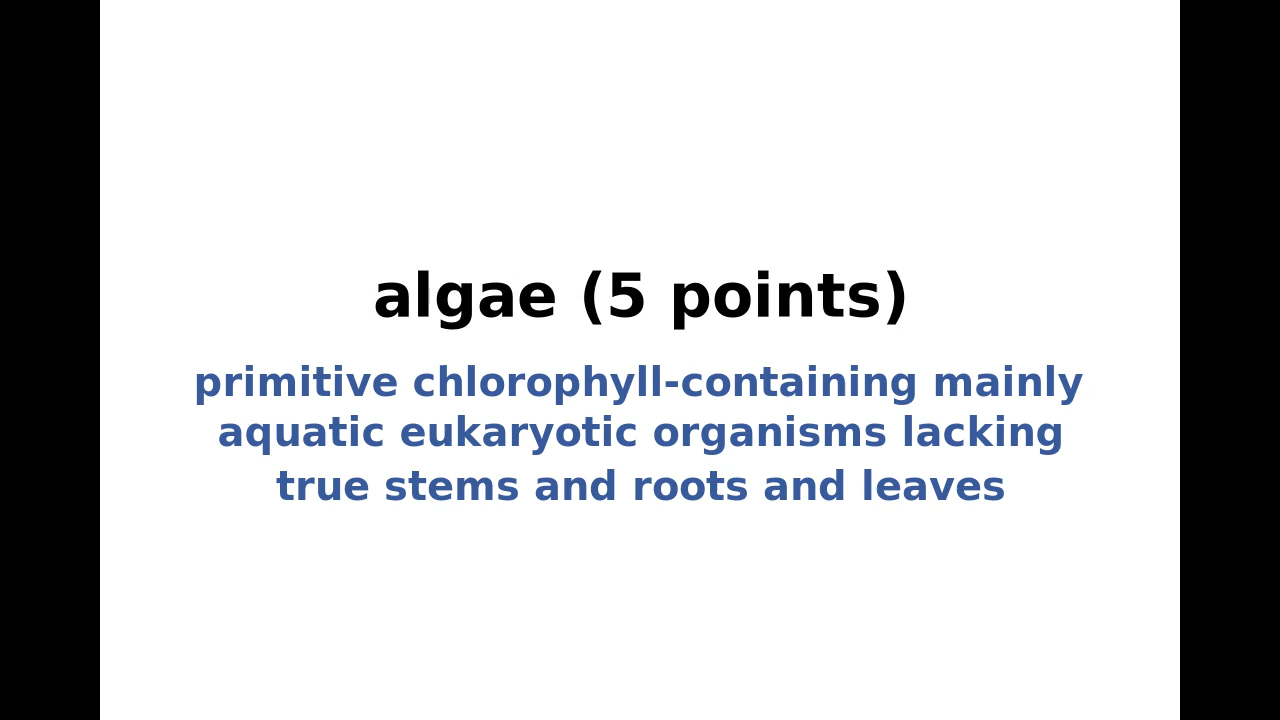 algae (5 points)
primitive chlorophyll-containing mainly
aquatic eukaryotic organisms lacking
true stems and roots and leaves